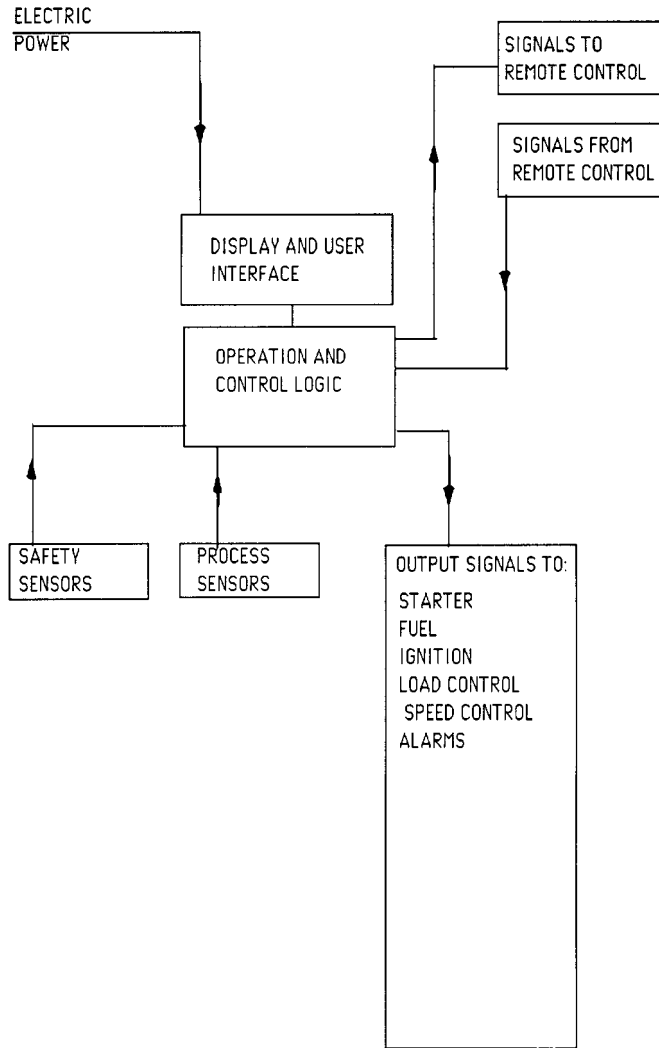 ELECTRIC
POWER
SIGNALS TO
REMOTE CONTROL
SIGNALS FROM
REMOTE CONTROL
DISPLAY AND USER
INTERFACE
OPERATION AND
CONTROL LOGIC
SAFETY
SENSORS
PROCESS
SENSORS
OUTPUT SIGNALS TO:
STARTER
FUEL
IGNITION
LOAD CONTROL
SPEED CONTROL
ALARMS